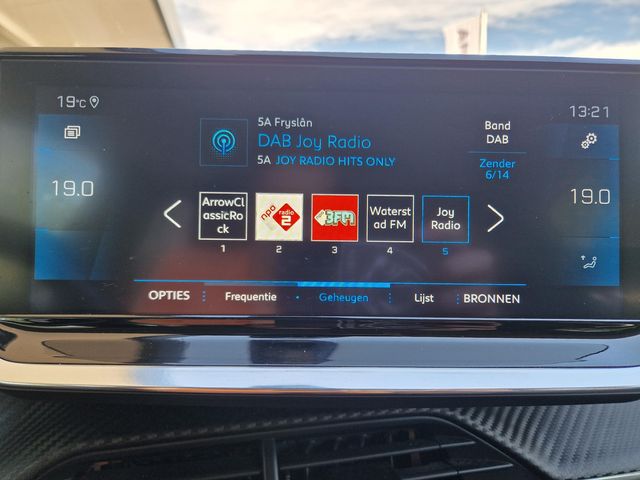 19°C
13:21
5A Fryslân
DAB Joy Radio
5A JOY RADIO HITS ONLY
Band
DAB
Zender
6/14
19.0
19.0
ArrowCl
assicRo
ck
npo radio 2
3FM
Waterst
ad FM
Joy
Radio
1
2
3
4
5
OPTIES
Frequentie
Geheugen
Lijst
BRONNEN